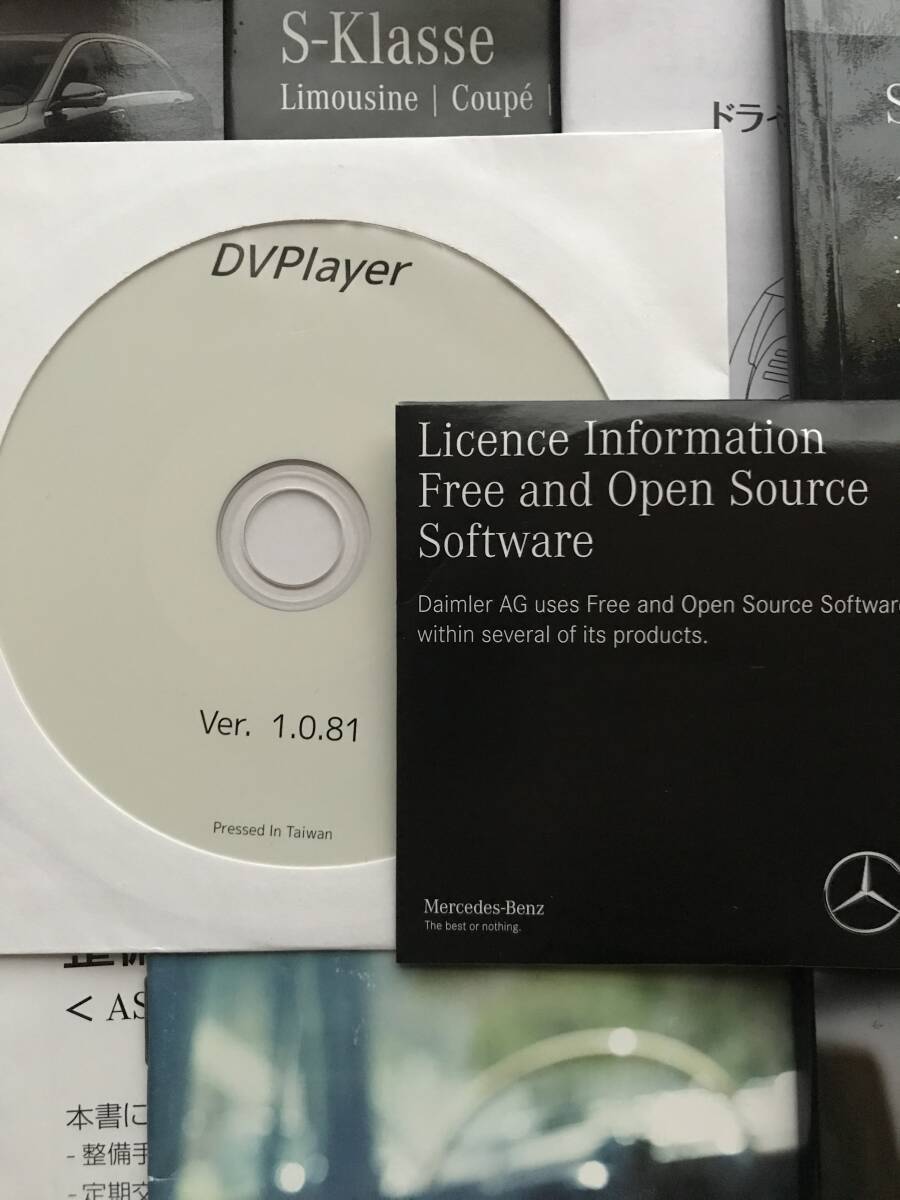 S-Klasse
Limousine | Coupé |
ドライ
S
DVPlayer
Ver. 1.0.81
Pressed In Taiwan
Licence Information
Free and Open Source
Software
Daimler AG uses Free and Open Source Software
within several of its products.
Mercedes-Benz
The best or nothing.
< AS
本書に
- 整備手
- 定期交